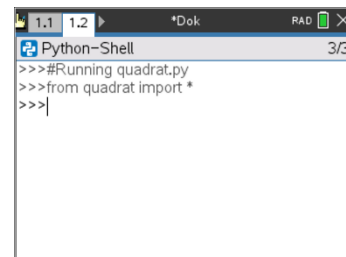 1.1 1.2 *Dok RAD
Python-Shell 3/3
>>>#Running quadrat.py
>>>from quadrat import *
>>>